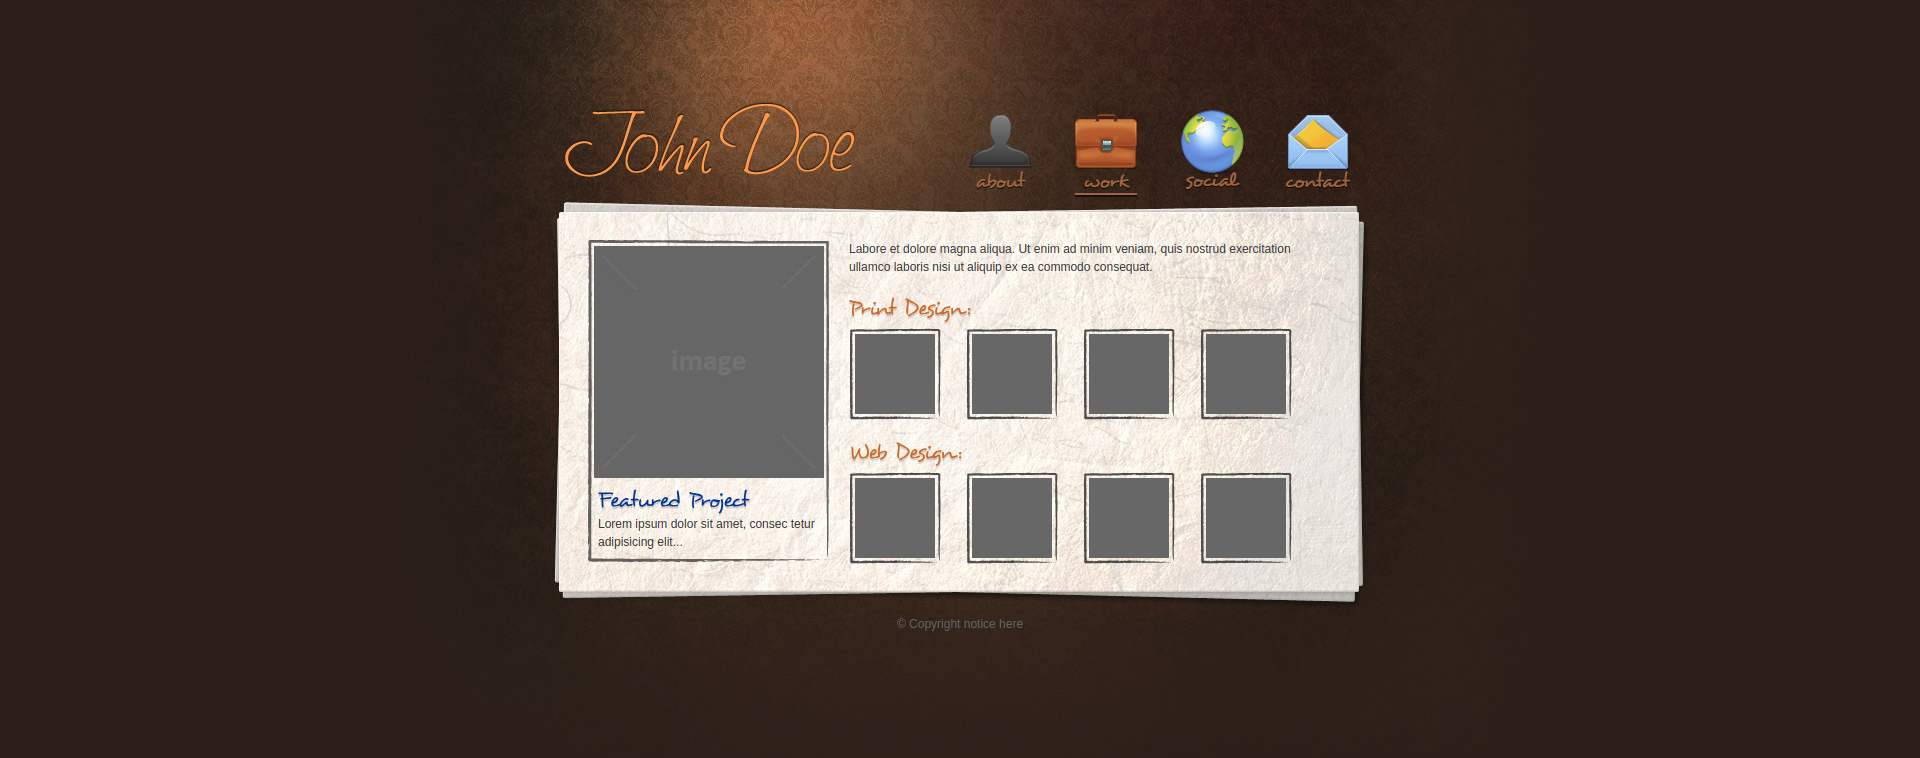 John Doe
about
work
social
contact
Labore et dolore magna aliqua. Ut enim ad minim veniam, quis nostrud exercitation
ullamco laboris nisi ut aliquip ex ea commodo consequat.
image
Print Design:
Web Design:
Featured Project
Lorem ipsum dolor sit amet, consec tetur
adipisicing elit...
© Copyright notice here